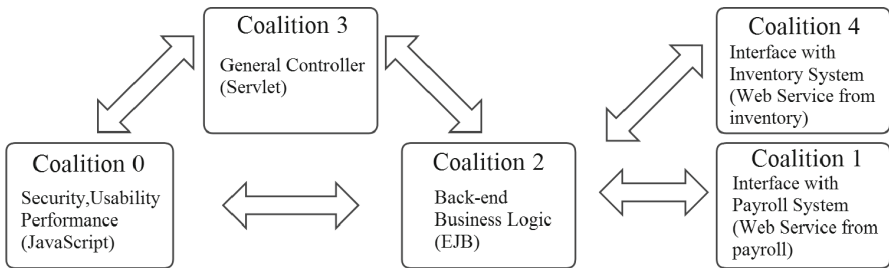 Coalition 3
General Controller
(Servlet)
Coalition 4
Interface with
Inventory System
(Web Service from
inventory)
Coalition 0
Security,Usability
Performance
(JavaScript)
Coalition 2
Back-end
Business Logic
(EJB)
Coalition 1
Interface with
Payroll System
(Web Service from
payroll)